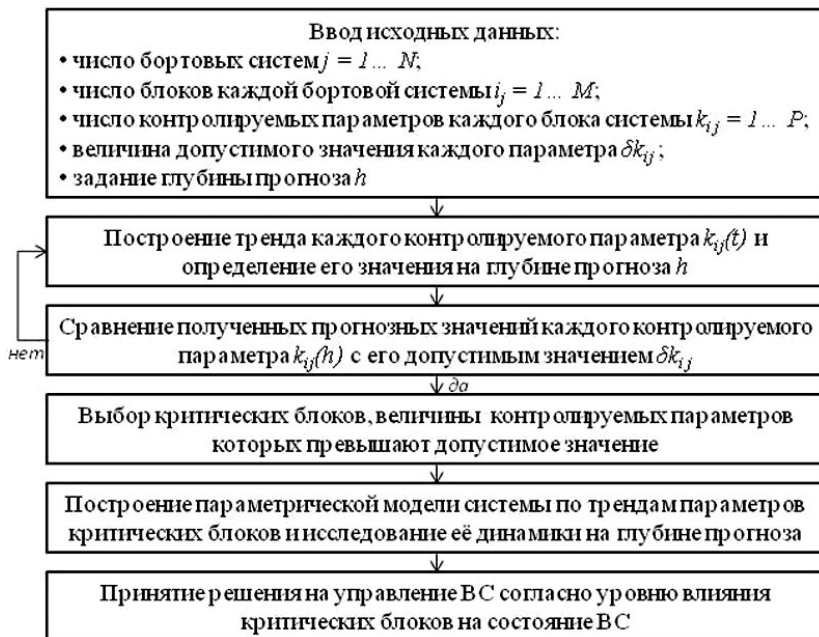 Ввод исходных данных:
• число бортовых систем j = 1... N;
• число блоков каждой бортовой системы i_j = 1... M;
• число контролируемых параметров каждого блока системы k_ij = 1... P;
• величина допустимого значения каждого параметра δk_ij;
• задание глубины прогноза h
Построение тренда каждого контролируемого параметра k_ij(t) и
определение его значения на глубине прогноза h
Сравнение полученных прогнозных значений каждого контролируемого
параметра k_ij(h) с его допустимым значением δk_ij
нет
да
Выбор критических блоков, величины контролируемых параметров
которых превышают допустимое значение
Построение параметрической модели системы по трендам параметров
критических блоков и исследование её динамики на глубине прогноза
Принятие решения на управление ВС согласно уровню влияния
критических блоков на состояние ВС